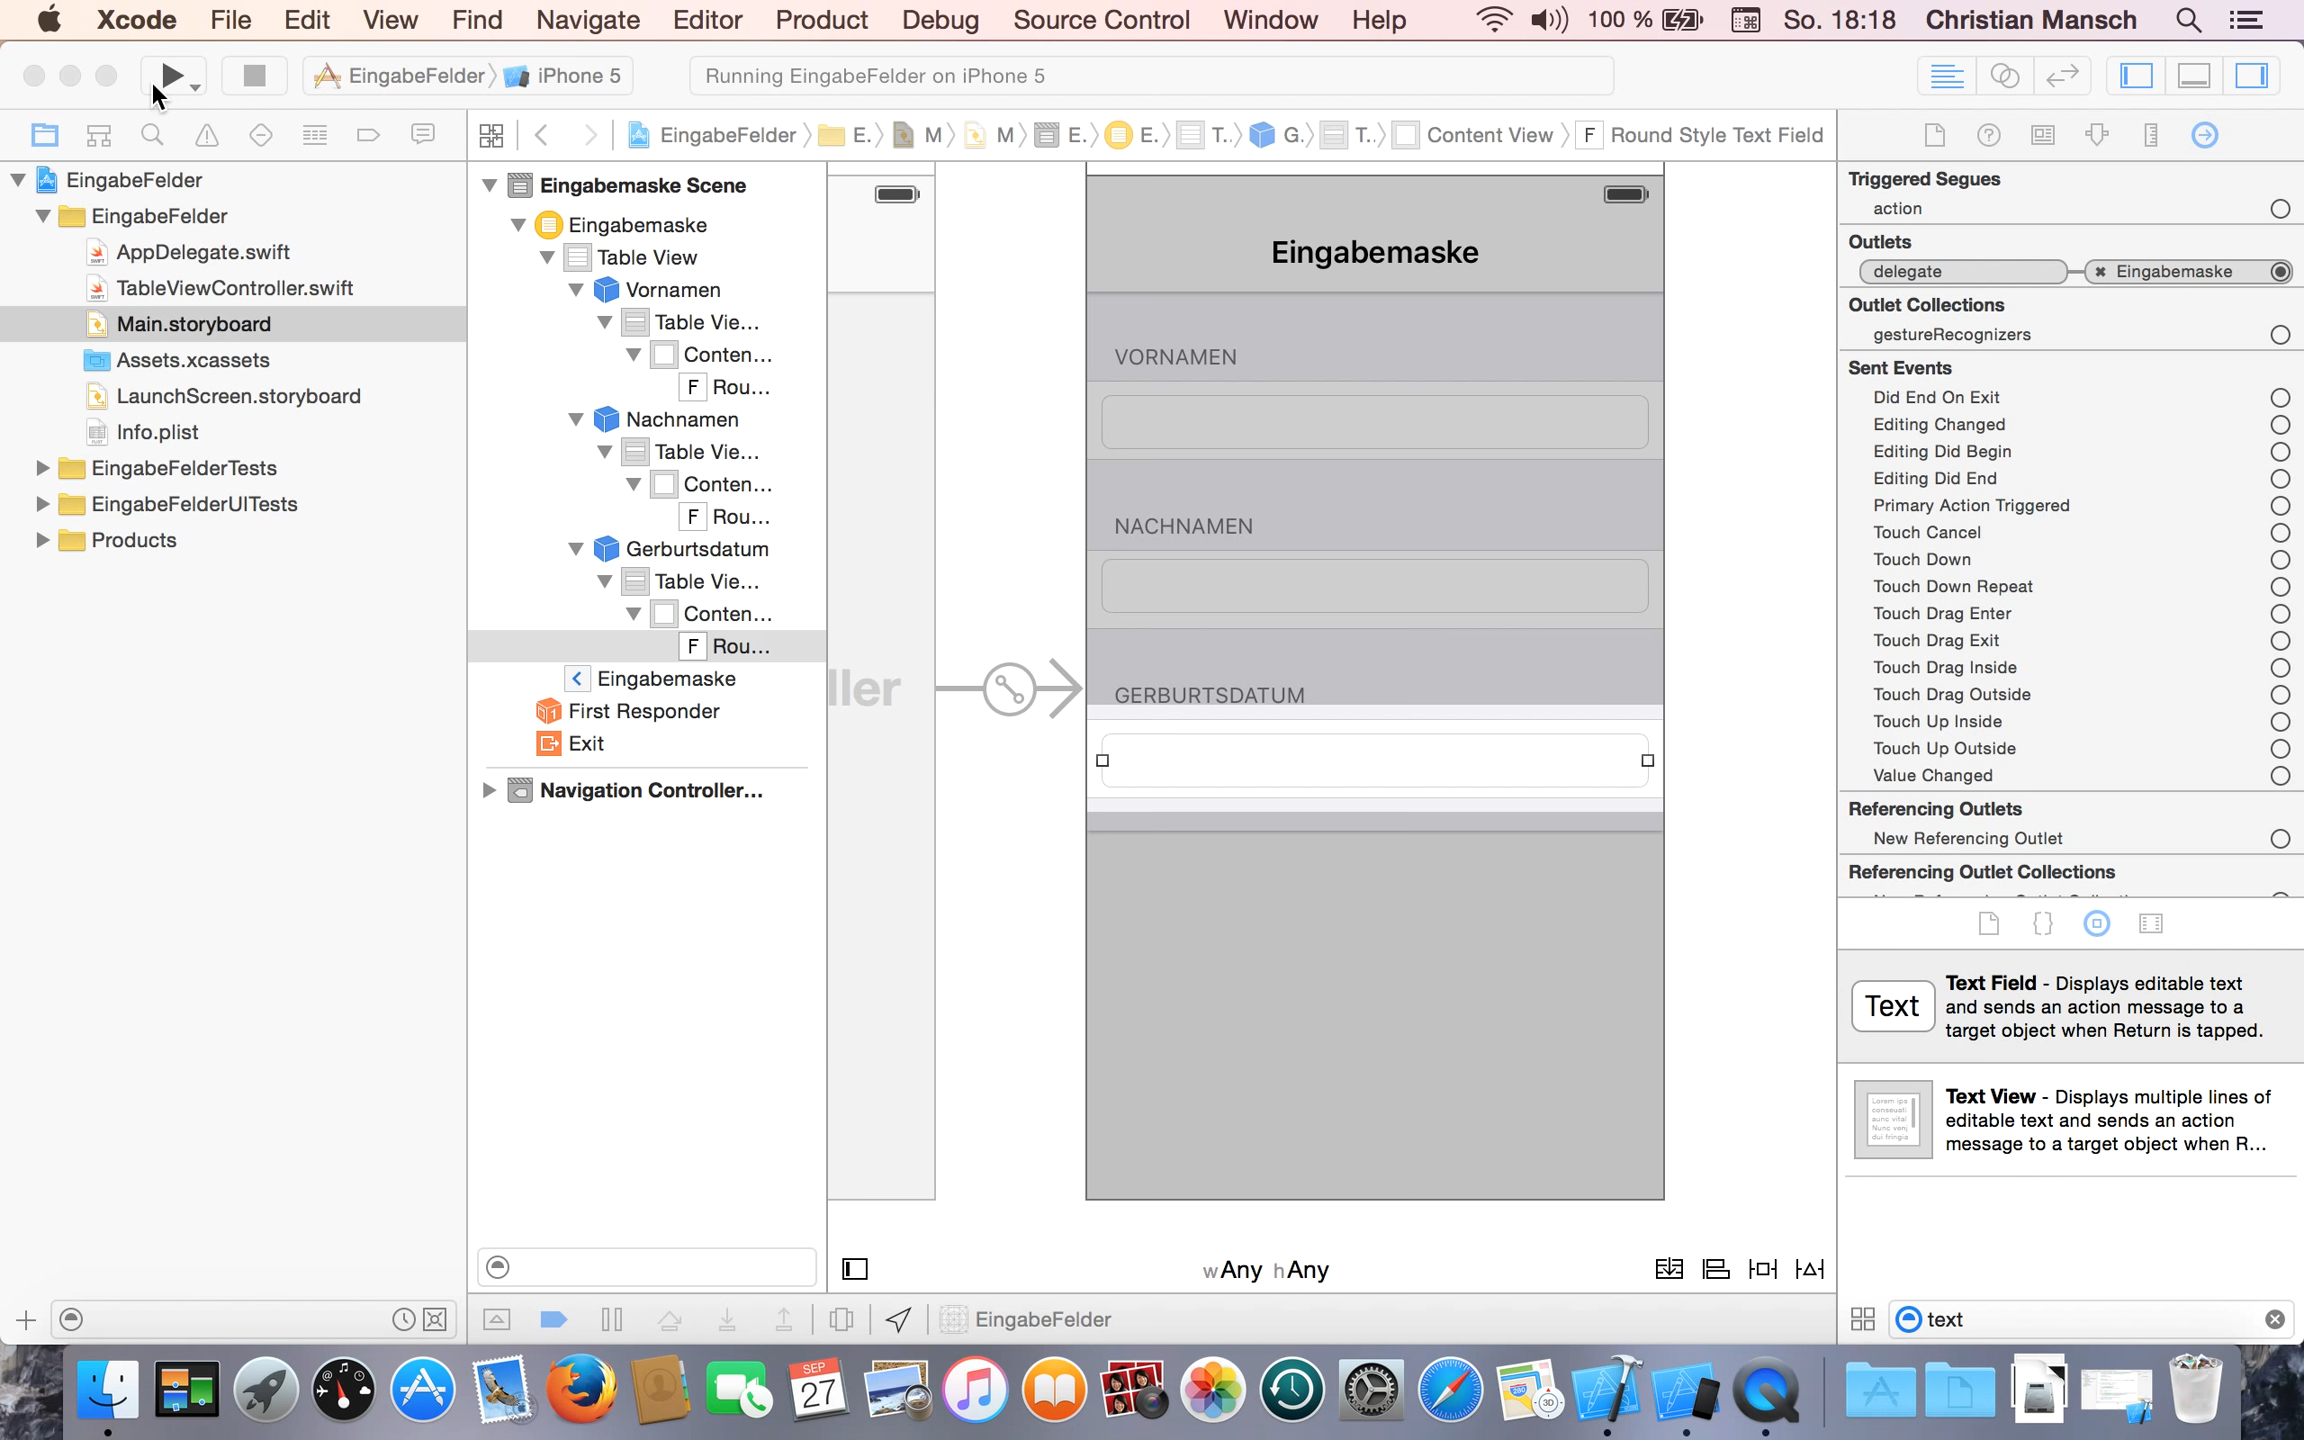 Xcode File Edit View Find Navigate Editor Product Debug Source Control Window Help 100 % So. 18:18 Christian Mansch
EingabeFelder iPhone 5 Running EingabeFelder on iPhone 5
EingabeFelder E. M M E. E. T.. G. T.. Content View F Round Style Text Field
EingabeFelder
EingabeFelder
AppDelegate.swift
TableViewController.swift
Main.storyboard
Assets.xcassets
LaunchScreen.storyboard
Info.plist
EingabeFelderTests
EingabeFelderUITests
Products
Eingabemaske Scene
Eingabemaske
Table View
Vornamen
Table Vie...
Conten...
F Rou...
Nachnamen
Table Vie...
Conten...
F Rou...
Gerburtsdatum
Table Vie...
Conten...
F Rou...
Eingabemaske
First Responder
Exit
Navigation Controller...
ller
Eingabemaske
VORNAMEN
NACHNAMEN
GERBURTSDATUM
wAny hAny
EingabeFelder
Triggered Segues
action
Outlets
delegate Eingabemaske
Outlet Collections
gestureRecognizers
Sent Events
Did End On Exit
Editing Changed
Editing Did Begin
Editing Did End
Primary Action Triggered
Touch Cancel
Touch Down
Touch Down Repeat
Touch Drag Enter
Touch Drag Exit
Touch Drag Inside
Touch Drag Outside
Touch Up Inside
Touch Up Outside
Value Changed
Referencing Outlets
New Referencing Outlet
Referencing Outlet Collections
Text
Text Field - Displays editable text
and sends an action message to a
target object when Return is tapped.
Text View - Displays multiple lines of
editable text and sends an action
message to a target object when R...
text
SEP
27
280
3D